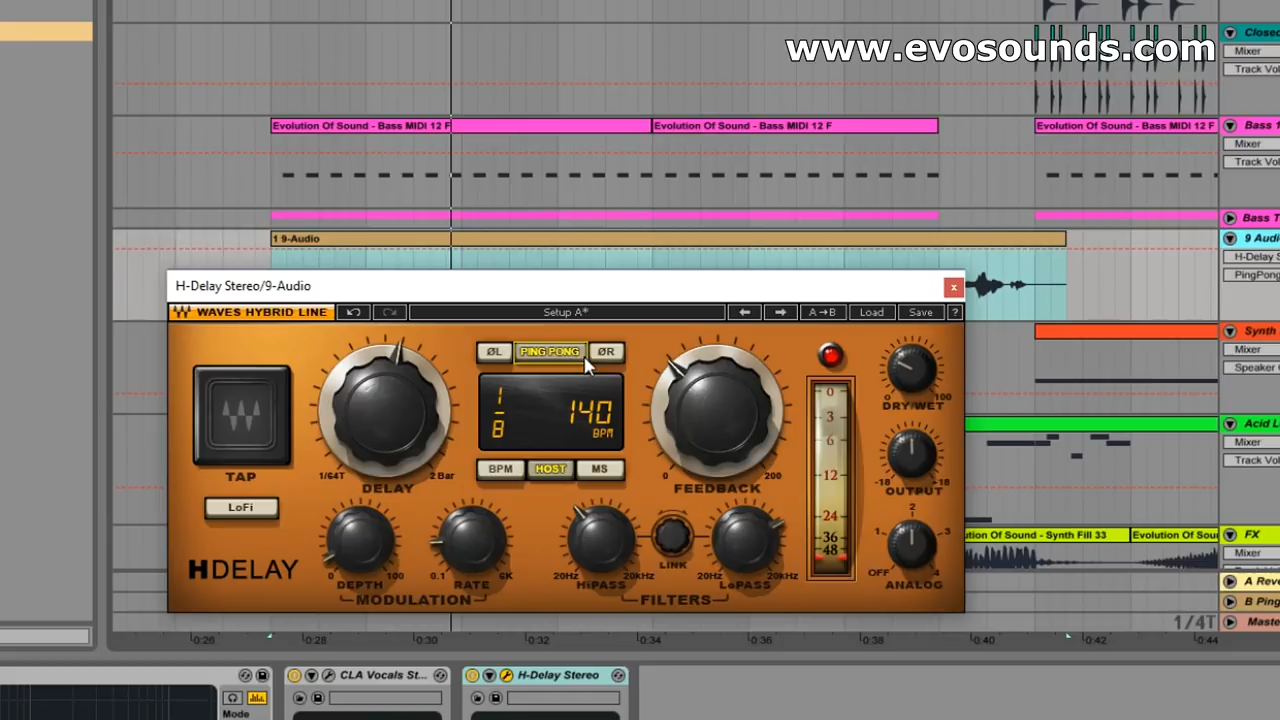 www.evosounds.com
Closed
Mixer
Track Vol
Evolution Of Sound - Bass MIDI 12 F
Evolution Of Sound - Bass MIDI 12 F
Evolution Of Sound - Bass MIDI 12 F
Bass 1
Mixer
Track Vol
Bass T
1 9-Audio
9 Audi
H-Delay S
PingPong
H-Delay Stereo/9-Audio
x
WAVES HYBRID LINE
Setup A*
A→B
Load
Save
?
ØL
PING PONG
ØR
1
8
140
BPM
BPM
HOST
MS
TAP
LoFi
1/64T
2 Bar
DELAY
0
200
FEEDBACK
0
3
6
12
24
36
48
0
100
DRY/WET
-18
+18
OUTPUT
OFF
1
2
3
4
ANALOG
HDELAY
0
100
DEPTH
0.1
6K
RATE
MODULATION
20Hz
20kHz
HiPASS
LINK
20Hz
20kHz
LoPASS
FILTERS
Synth
Mixer
Speaker
Acid L
Mixer
Track Vol
ution Of Sound - Synth Fill 33
Evolution Of Soun
FX
Mixer
A Reve
B Ping
Maste
1/4T
0:26
0:28
0:30
0:32
0:34
0:36
0:38
0:40
0:42
0:44
Mode
CLA Vocals St...
H-Delay Stereo